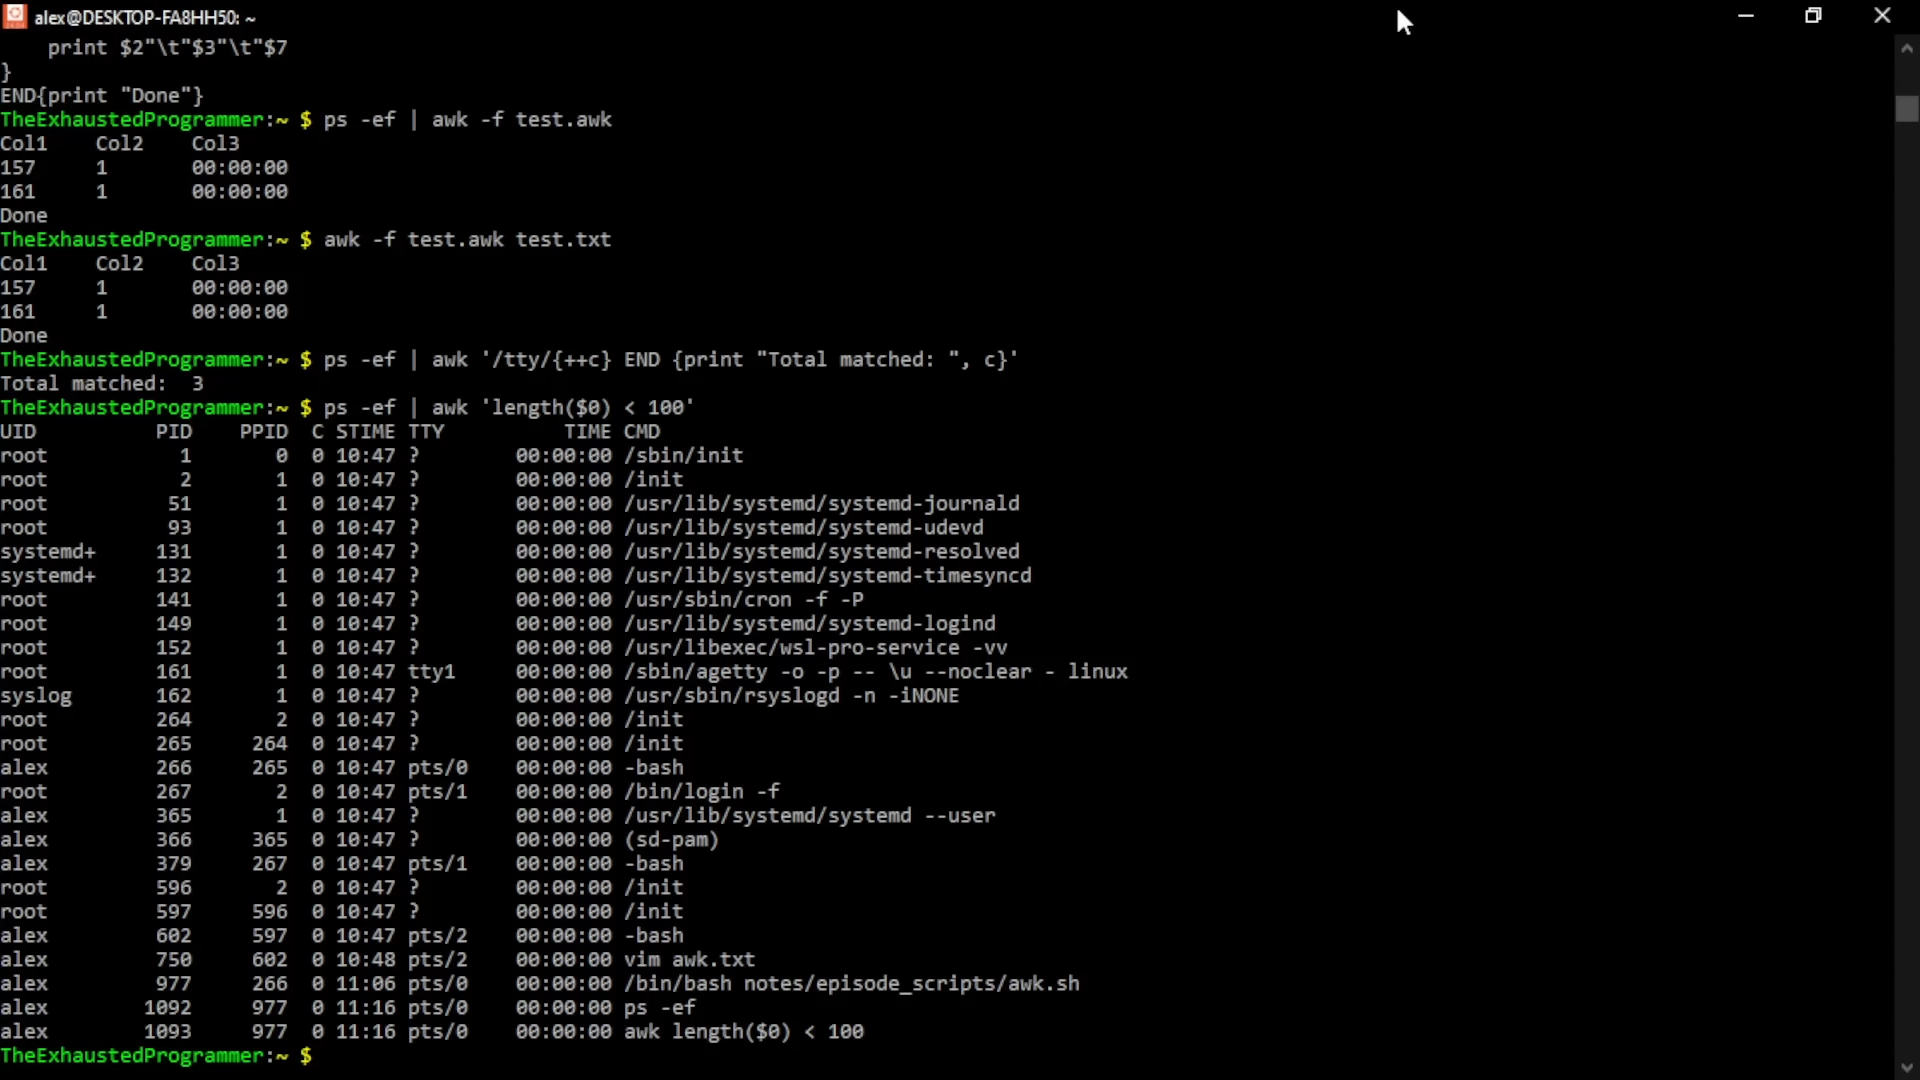 alex@DESKTOP-FA8HH50: ~
    print $2"\t"$3"\t"$7
}
END{print "Done"}
TheExhaustedProgrammer:~ $ ps -ef | awk -f test.awk
Col1    Col2    Col3
157     1       00:00:00
161     1       00:00:00
Done
TheExhaustedProgrammer:~ $ awk -f test.awk test.txt
Col1    Col2    Col3
157     1       00:00:00
161     1       00:00:00
Done
TheExhaustedProgrammer:~ $ ps -ef | awk '/tty/{++c} END {print "Total matched: ", c}'
Total matched:  3
TheExhaustedProgrammer:~ $ ps -ef | awk 'length($0) < 100'
UID          PID    PPID  C STIME TTY          TIME CMD
root           1       0  0 10:47 ?        00:00:00 /sbin/init
root           2       1  0 10:47 ?        00:00:00 /init
root          51       1  0 10:47 ?        00:00:00 /usr/lib/systemd/systemd-journald
root          93       1  0 10:47 ?        00:00:00 /usr/lib/systemd/systemd-udevd
systemd+     131       1  0 10:47 ?        00:00:00 /usr/lib/systemd/systemd-resolved
systemd+     132       1  0 10:47 ?        00:00:00 /usr/lib/systemd/systemd-timesyncd
root         141       1  0 10:47 ?        00:00:00 /usr/sbin/cron -f -P
root         149       1  0 10:47 ?        00:00:00 /usr/lib/systemd/systemd-logind
root         152       1  0 10:47 ?        00:00:00 /usr/libexec/wsl-pro-service -vv
root         161       1  0 10:47 tty1     00:00:00 /sbin/agetty -o -p -- \u --noclear - linux
syslog       162       1  0 10:47 ?        00:00:00 /usr/sbin/rsyslogd -n -iNONE
root         264       2  0 10:47 ?        00:00:00 /init
root         265     264  0 10:47 ?        00:00:00 /init
alex         266     265  0 10:47 pts/0    00:00:00 -bash
root         267       2  0 10:47 pts/1    00:00:00 /bin/login -f
alex         365       1  0 10:47 ?        00:00:00 /usr/lib/systemd/systemd --user
alex         366     365  0 10:47 ?        00:00:00 (sd-pam)
alex         379     267  0 10:47 pts/1    00:00:00 -bash
root         596       2  0 10:47 ?        00:00:00 /init
root         597     596  0 10:47 ?        00:00:00 /init
alex         602     597  0 10:47 pts/2    00:00:00 -bash
alex         750     602  0 10:48 pts/2    00:00:00 vim awk.txt
alex         977     266  0 11:06 pts/0    00:00:00 /bin/bash notes/episode_scripts/awk.sh
alex        1092     977  0 11:16 pts/0    00:00:00 ps -ef
alex        1093     977  0 11:16 pts/0    00:00:00 awk length($0) < 100
TheExhaustedProgrammer:~ $